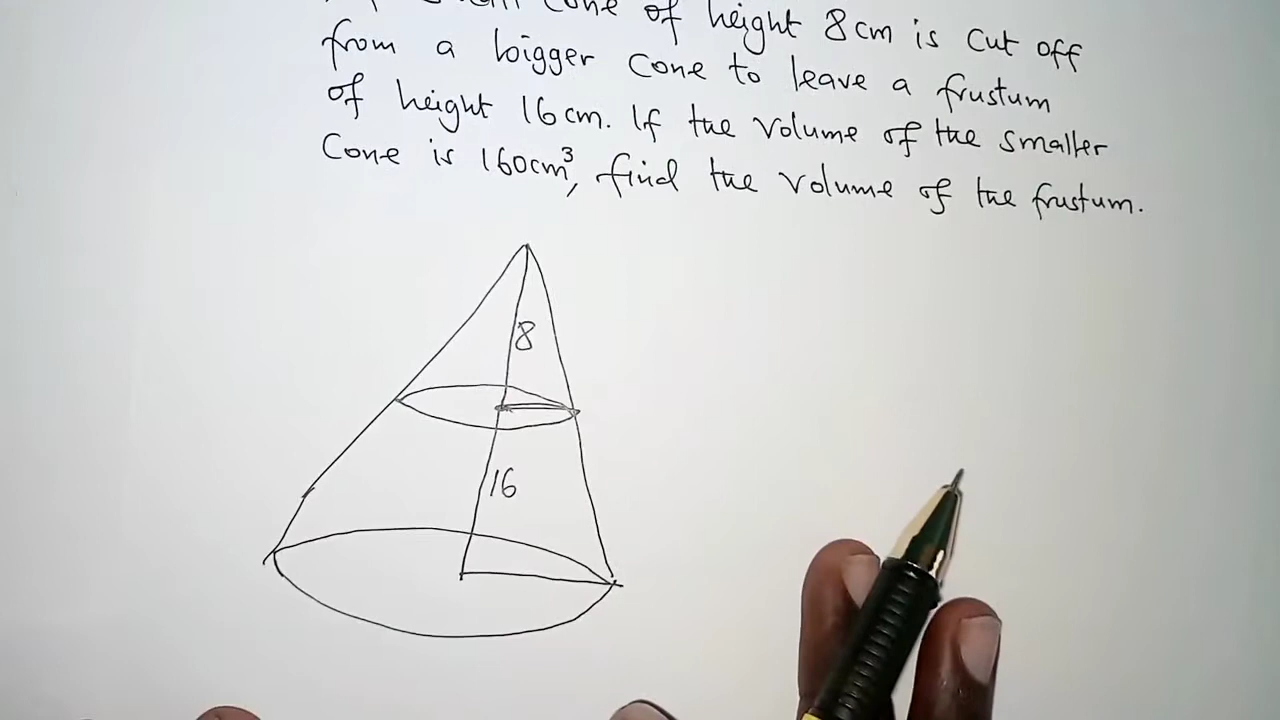 cone of height 8cm is cut off
from a bigger cone to leave a frustum
of height 16cm. If the volume of the smaller
Cone is 160cm³, find the volume of the frustum.
8
16